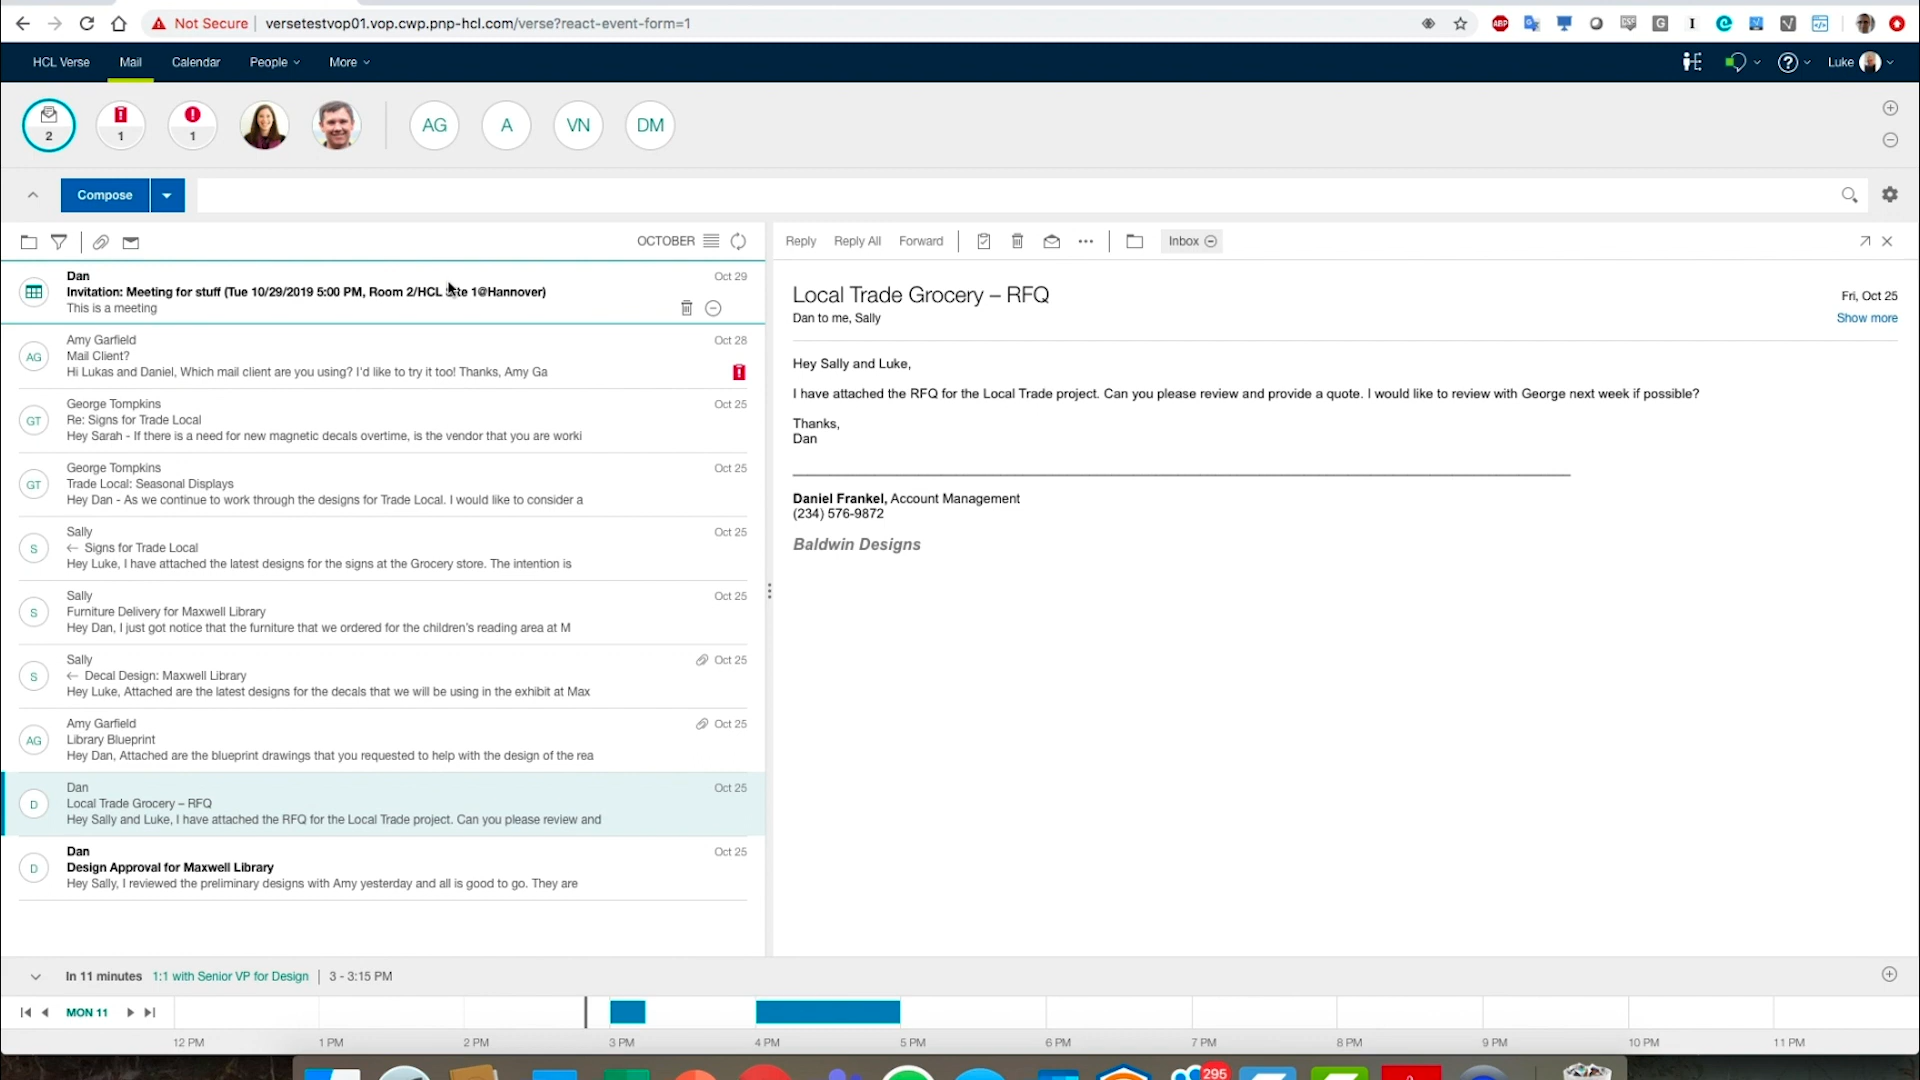 Not Secure | versetestvop01.vop.cwp.pnp-hcl.com/verse?react-event-form=1
HCL Verse Mail Calendar People More Luke
2 1 1 AG A VN DM
Compose
OCTOBER
Dan Oct 29
Invitation: Meeting for stuff (Tue 10/29/2019 5:00 PM, Room 2/HCL 1@Hannover)
This is a meeting
Amy Garfield Oct 28
AG Mail Client?
Hi Lukas and Daniel, Which mail client are you using? I'd like to try it too! Thanks, Amy Ga
George Tompkins Oct 25
GT Re: Signs for Trade Local
Hey Sarah - If there is a need for new magnetic decals overtime, is the vendor that you are worki
George Tompkins Oct 25
GT Trade Local: Seasonal Displays
Hey Dan - As we continue to work through the designs for Trade Local. I would like to consider a
Sally Oct 25
S ← Signs for Trade Local
Hey Luke, I have attached the latest designs for the signs at the Grocery store. The intention is
Sally Oct 25
S Furniture Delivery for Maxwell Library
Hey Dan, I just got notice that the furniture that we ordered for the children's reading area at M
Sally Oct 25
S ← Decal Design: Maxwell Library
Hey Luke, Attached are the latest designs for the decals that we will be using in the exhibit at Max
Amy Garfield Oct 25
AG Library Blueprint
Hey Dan, Attached are the blueprint drawings that you requested to help with the design of the rea
Dan Oct 25
D Local Trade Grocery – RFQ
Hey Sally and Luke, I have attached the RFQ for the Local Trade project. Can you please review and
Dan Oct 25
D Design Approval for Maxwell Library
Hey Sally, I reviewed the preliminary designs with Amy yesterday and all is good to go. They are
Reply Reply All Forward Inbox
Local Trade Grocery – RFQ Fri, Oct 25
Dan to me, Sally Show more
Hey Sally and Luke,
I have attached the RFQ for the Local Trade project. Can you please review and provide a quote. I would like to review with George next week if possible?
Thanks,
Dan
Daniel Frankel, Account Management
(234) 576-9872
Baldwin Designs
In 11 minutes 1:1 with Senior VP for Design | 3 - 3:15 PM
MON 11
12 PM 1 PM 2 PM 3 PM 4 PM 5 PM 6 PM 7 PM 8 PM 9 PM 10 PM 11 PM
295